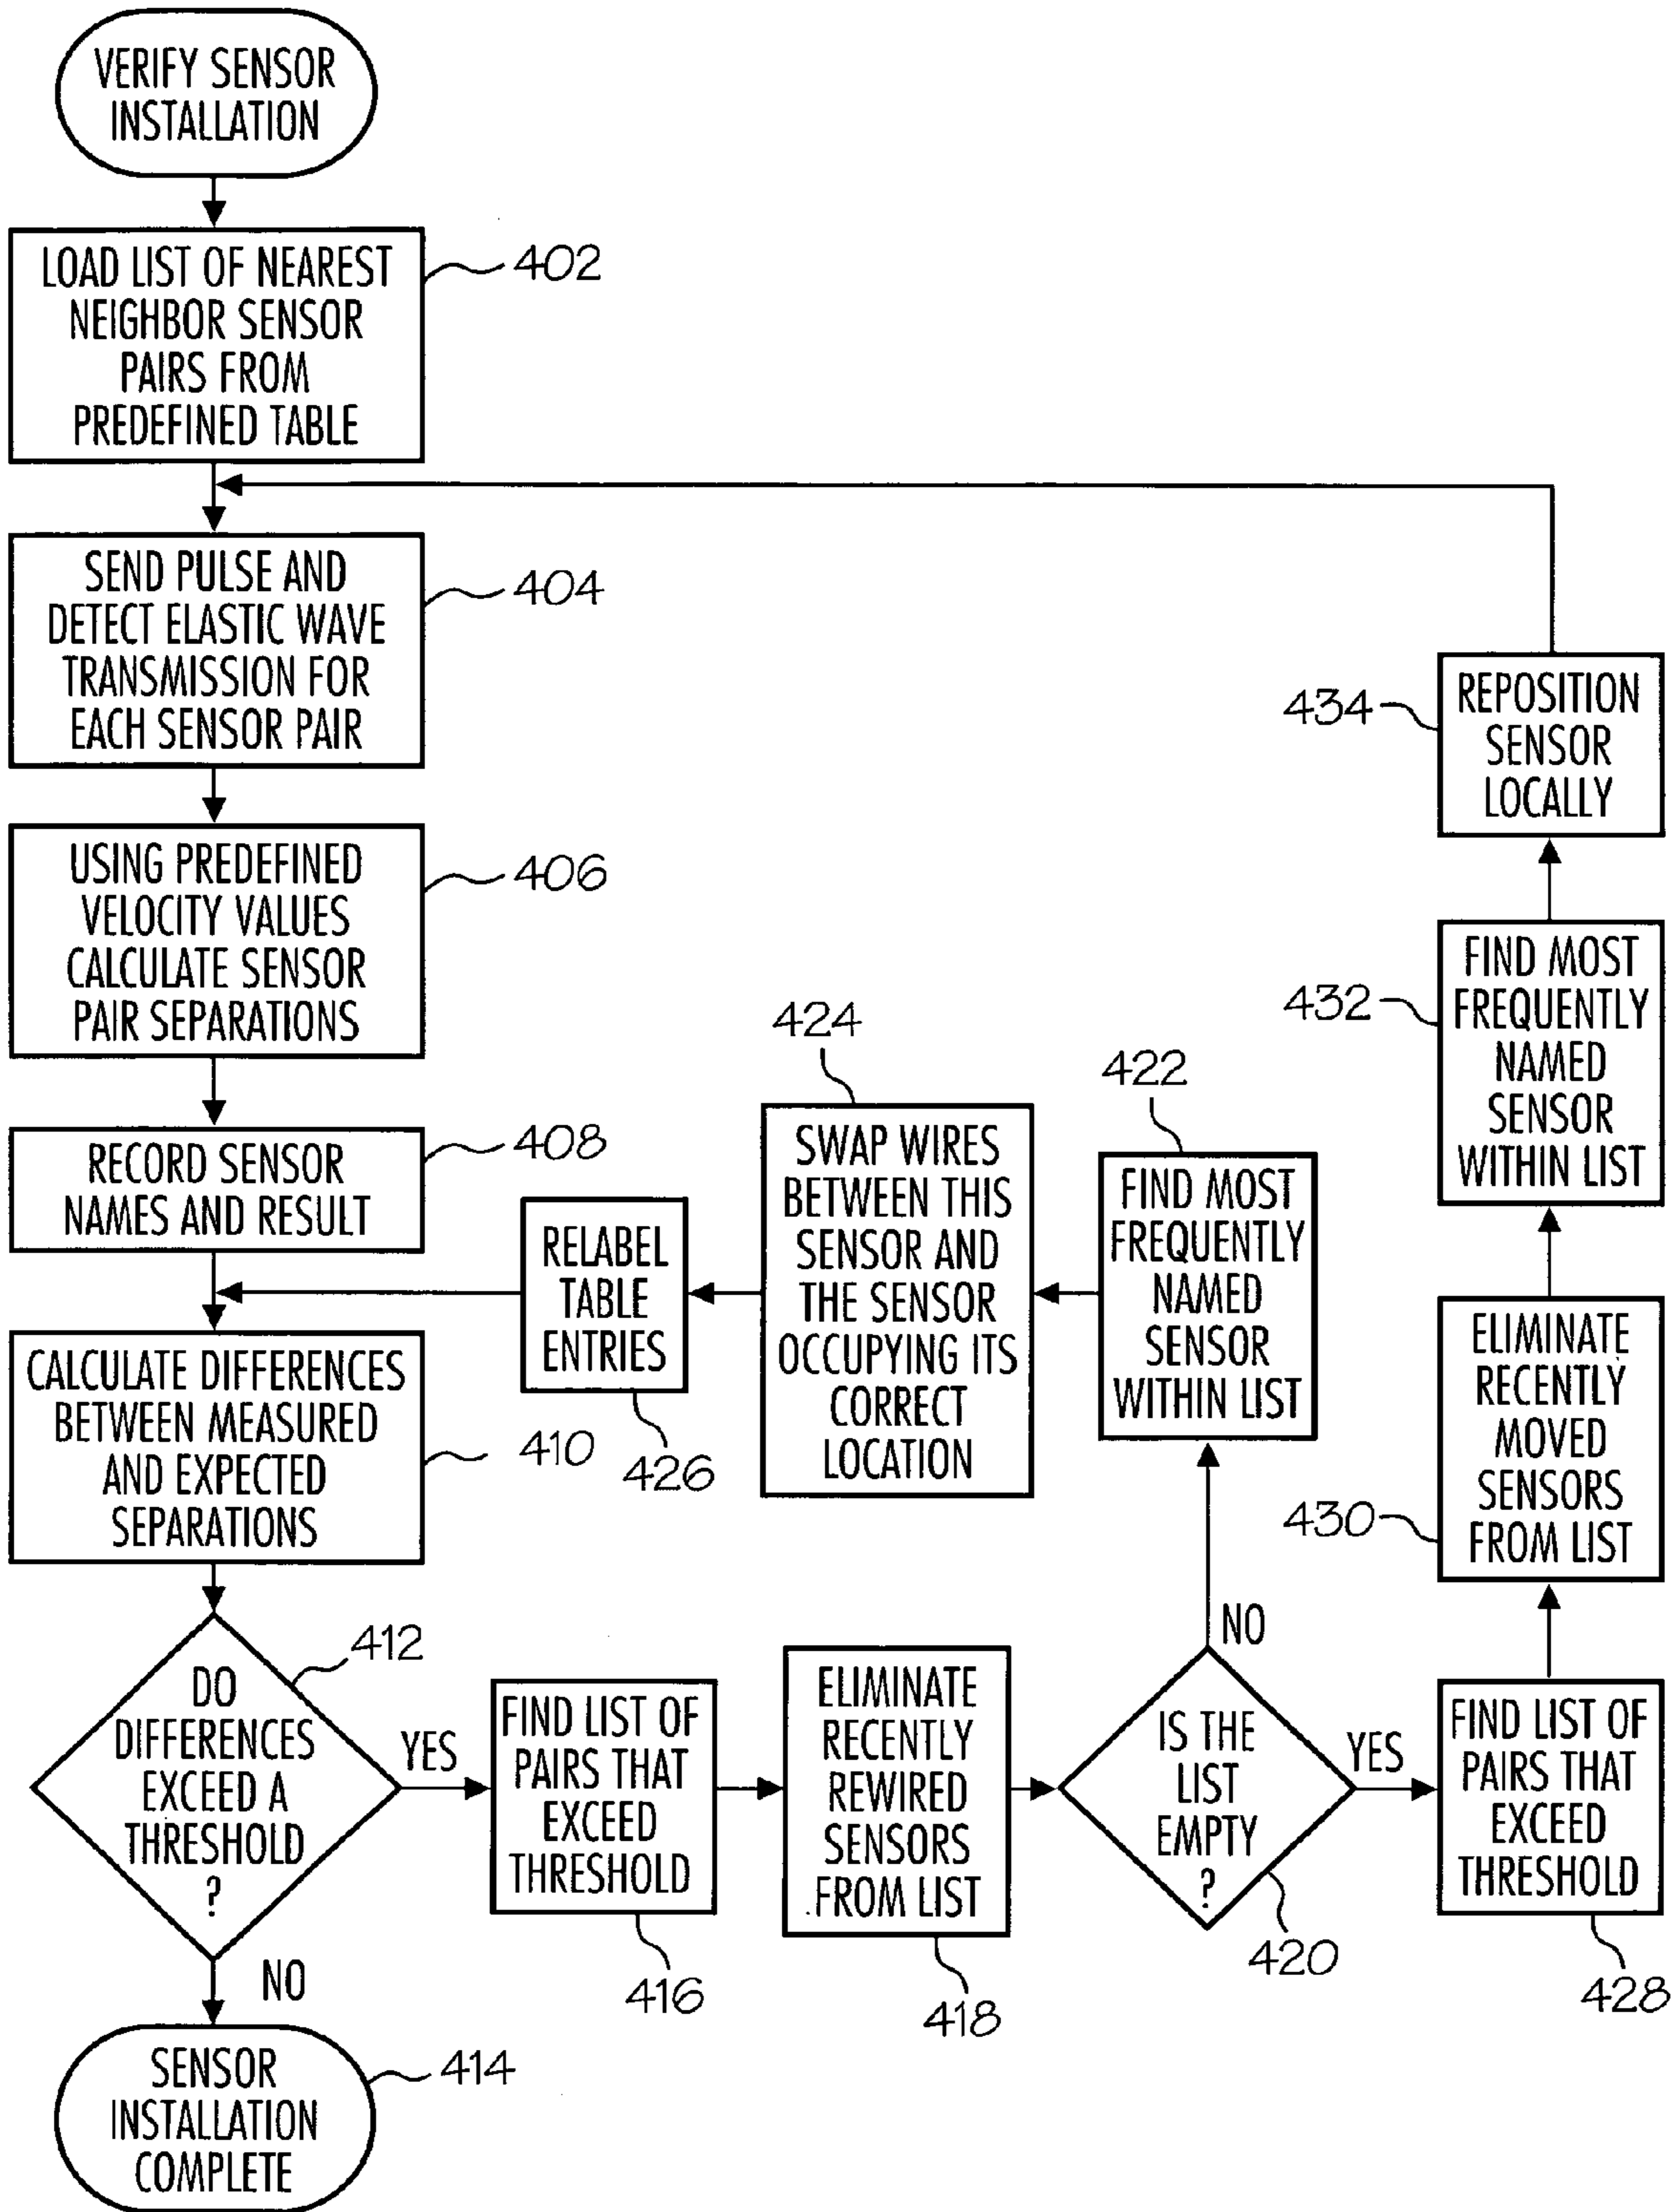 VERIFY SENSOR
INSTALLATION
LOAD LIST OF NEAREST
NEIGHBOR SENSOR
PAIRS FROM
PREDEFINED TABLE
402
SEND PULSE AND
DETECT ELASTIC WAVE
TRANSMISSION FOR
EACH SENSOR PAIR
404
USING PREDEFINED
VELOCITY VALUES
CALCULATE SENSOR
PAIR SEPARATIONS
406
RECORD SENSOR
NAMES AND RESULT
408
CALCULATE DIFFERENCES
BETWEEN MEASURED
AND EXPECTED
SEPARATIONS
410
DO
DIFFERENCES
EXCEED A
THRESHOLD
?
412
YES
NO
SENSOR
INSTALLATION
COMPLETE
414
FIND LIST OF
PAIRS THAT
EXCEED
THRESHOLD
416
ELIMINATE
RECENTLY
REWIRED
SENSORS
FROM LIST
418
IS THE
LIST
EMPTY
?
420
NO
YES
FIND MOST
FREQUENTLY
NAMED
SENSOR
WITHIN LIST
422
SWAP WIRES
BETWEEN THIS
SENSOR AND
THE SENSOR
OCCUPYING ITS
CORRECT
LOCATION
424
RELABEL
TABLE
ENTRIES
426
FIND LIST OF
PAIRS THAT
EXCEED
THRESHOLD
428
ELIMINATE
RECENTLY
MOVED
SENSORS
FROM LIST
430
FIND MOST
FREQUENTLY
NAMED
SENSOR
WITHIN LIST
432
REPOSITION
SENSOR
LOCALLY
434